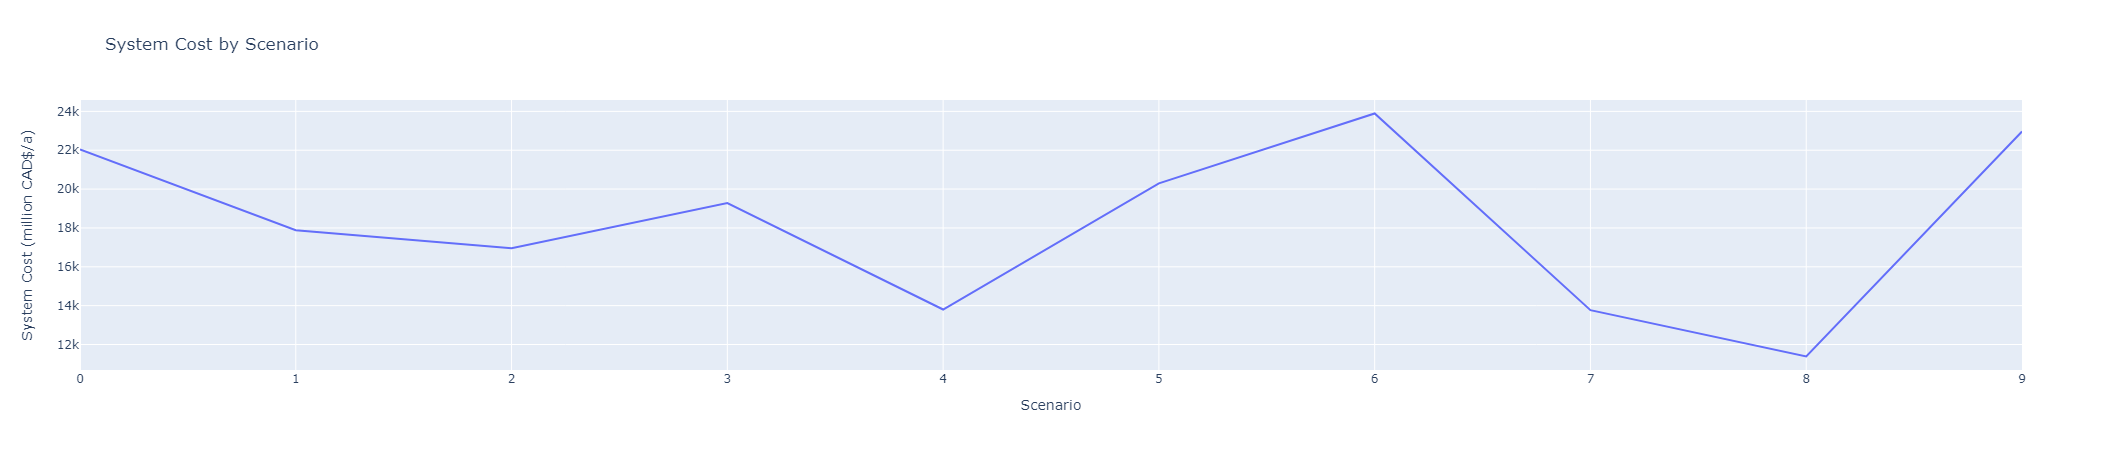 System Cost by Scenario
System Cost (million CAD$/a)
24k
22k
20k
18k
16k
14k
12k
0 1 2 3 4 5 6 7 8 9
Scenario